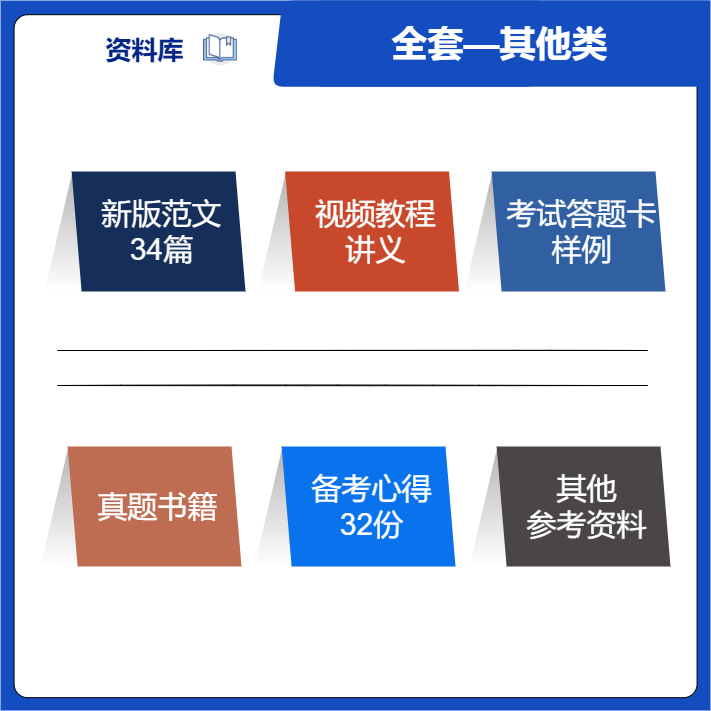 资料库
全套—其他类
新版范文
34篇
视频教程
讲义
考试答题卡
样例
真题书籍
备考心得
32份
其他
参考资料